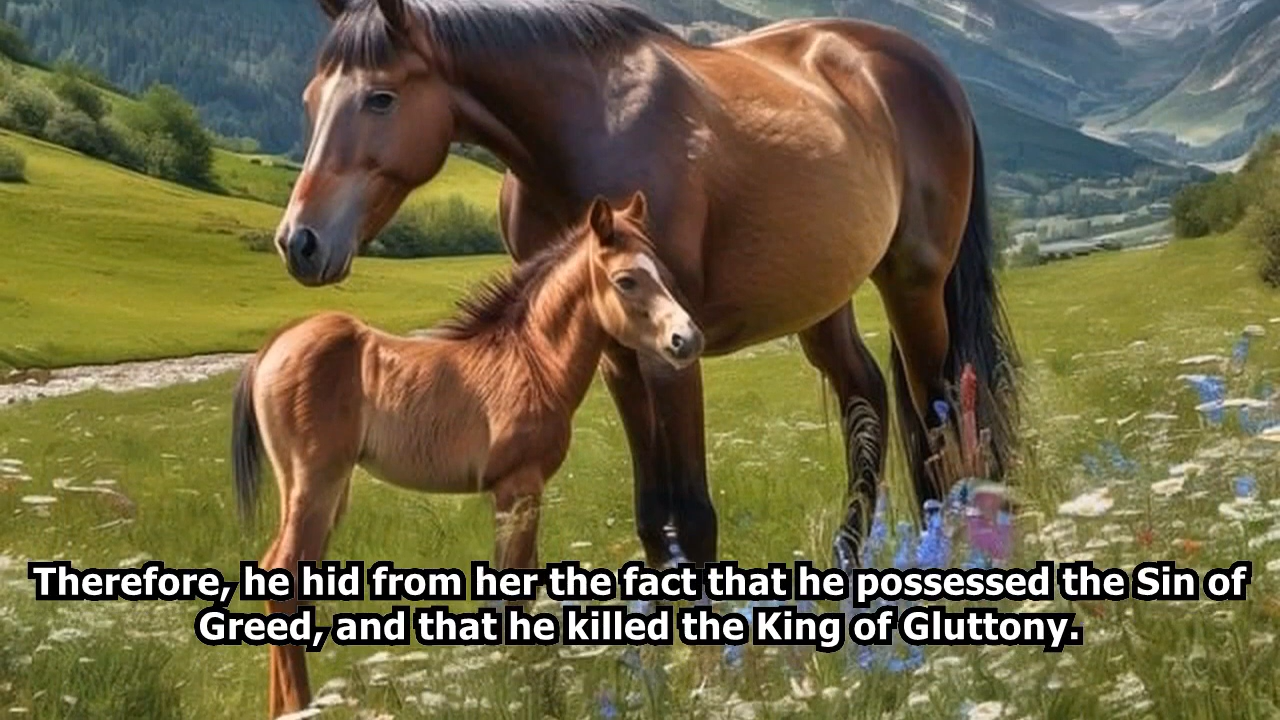 Therefore, he hid from her the fact that he possessed the Sin of
Greed, and that he killed the King of Gluttony.